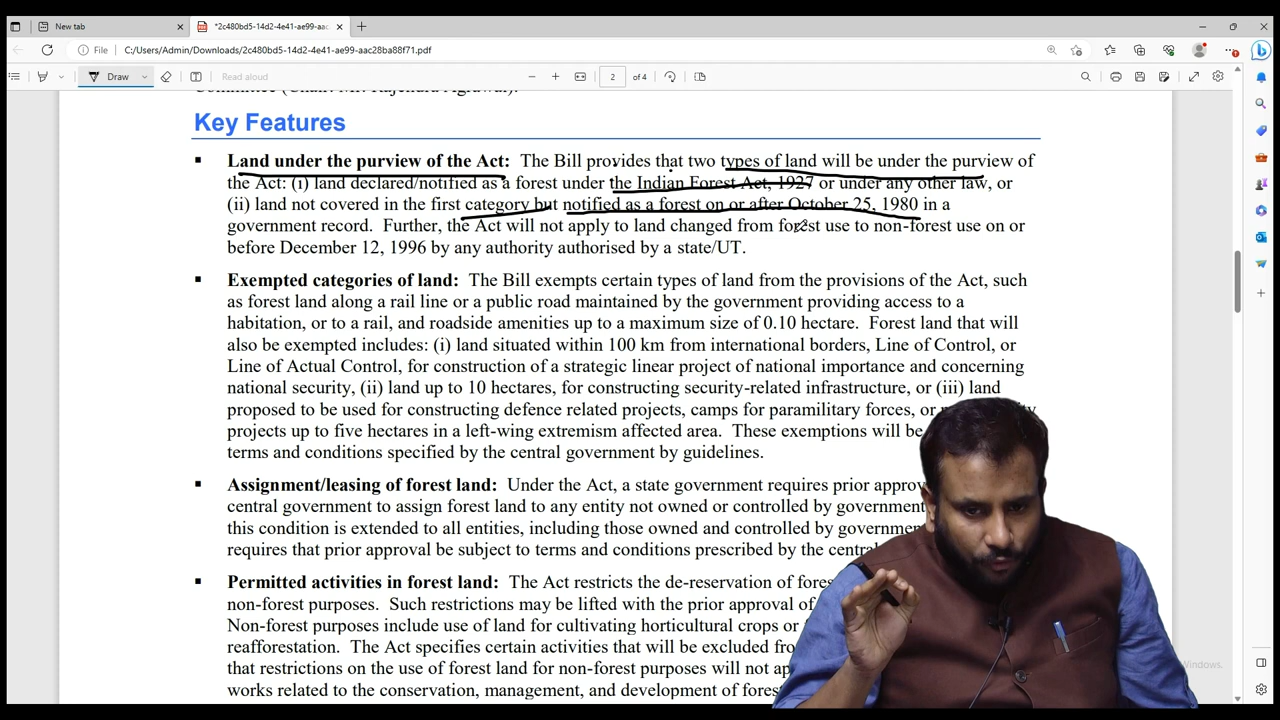 New tab
*2c480bd5-14d2-4e41-ae99-aac
File C:/Users/Admin/Downloads/2c480bd5-14d2-4e41-ae99-aac28ba88f71.pdf
Draw Read aloud 2 of 4
Committee (Chair: Mr. Rajendra Agrawal).
Key Features
▪ Land under the purview of the Act: The Bill provides that two types of land will be under the purview of
the Act: (i) land declared/notified as a forest under the Indian Forest Act, 1927 or under any other law, or
(ii) land not covered in the first category but notified as a forest on or after October 25, 1980 in a
government record. Further, the Act will not apply to land changed from forest use to non-forest use on or
before December 12, 1996 by any authority authorised by a state/UT.
▪ Exempted categories of land: The Bill exempts certain types of land from the provisions of the Act, such
as forest land along a rail line or a public road maintained by the government providing access to a
habitation, or to a rail, and roadside amenities up to a maximum size of 0.10 hectare. Forest land that will
also be exempted includes: (i) land situated within 100 km from international borders, Line of Control, or
Line of Actual Control, for construction of a strategic linear project of national importance and concerning
national security, (ii) land up to 10 hectares, for constructing security-related infrastructure, or (iii) land
proposed to be used for constructing defence related projects, camps for paramilitary forces, or
projects up to five hectares in a left-wing extremism affected area. These exemptions will be
terms and conditions specified by the central government by guidelines.
▪ Assignment/leasing of forest land: Under the Act, a state government requires prior approv
central government to assign forest land to any entity not owned or controlled by government
this condition is extended to all entities, including those owned and controlled by governmen
requires that prior approval be subject to terms and conditions prescribed by the central
▪ Permitted activities in forest land: The Act restricts the de-reservation of fores
non-forest purposes. Such restrictions may be lifted with the prior approval of
Non-forest purposes include use of land for cultivating horticultural crops or
reafforestation. The Act specifies certain activities that will be excluded fro
that restrictions on the use of forest land for non-forest purposes will not ap
works related to the conservation, management, and development of fores
Windows.